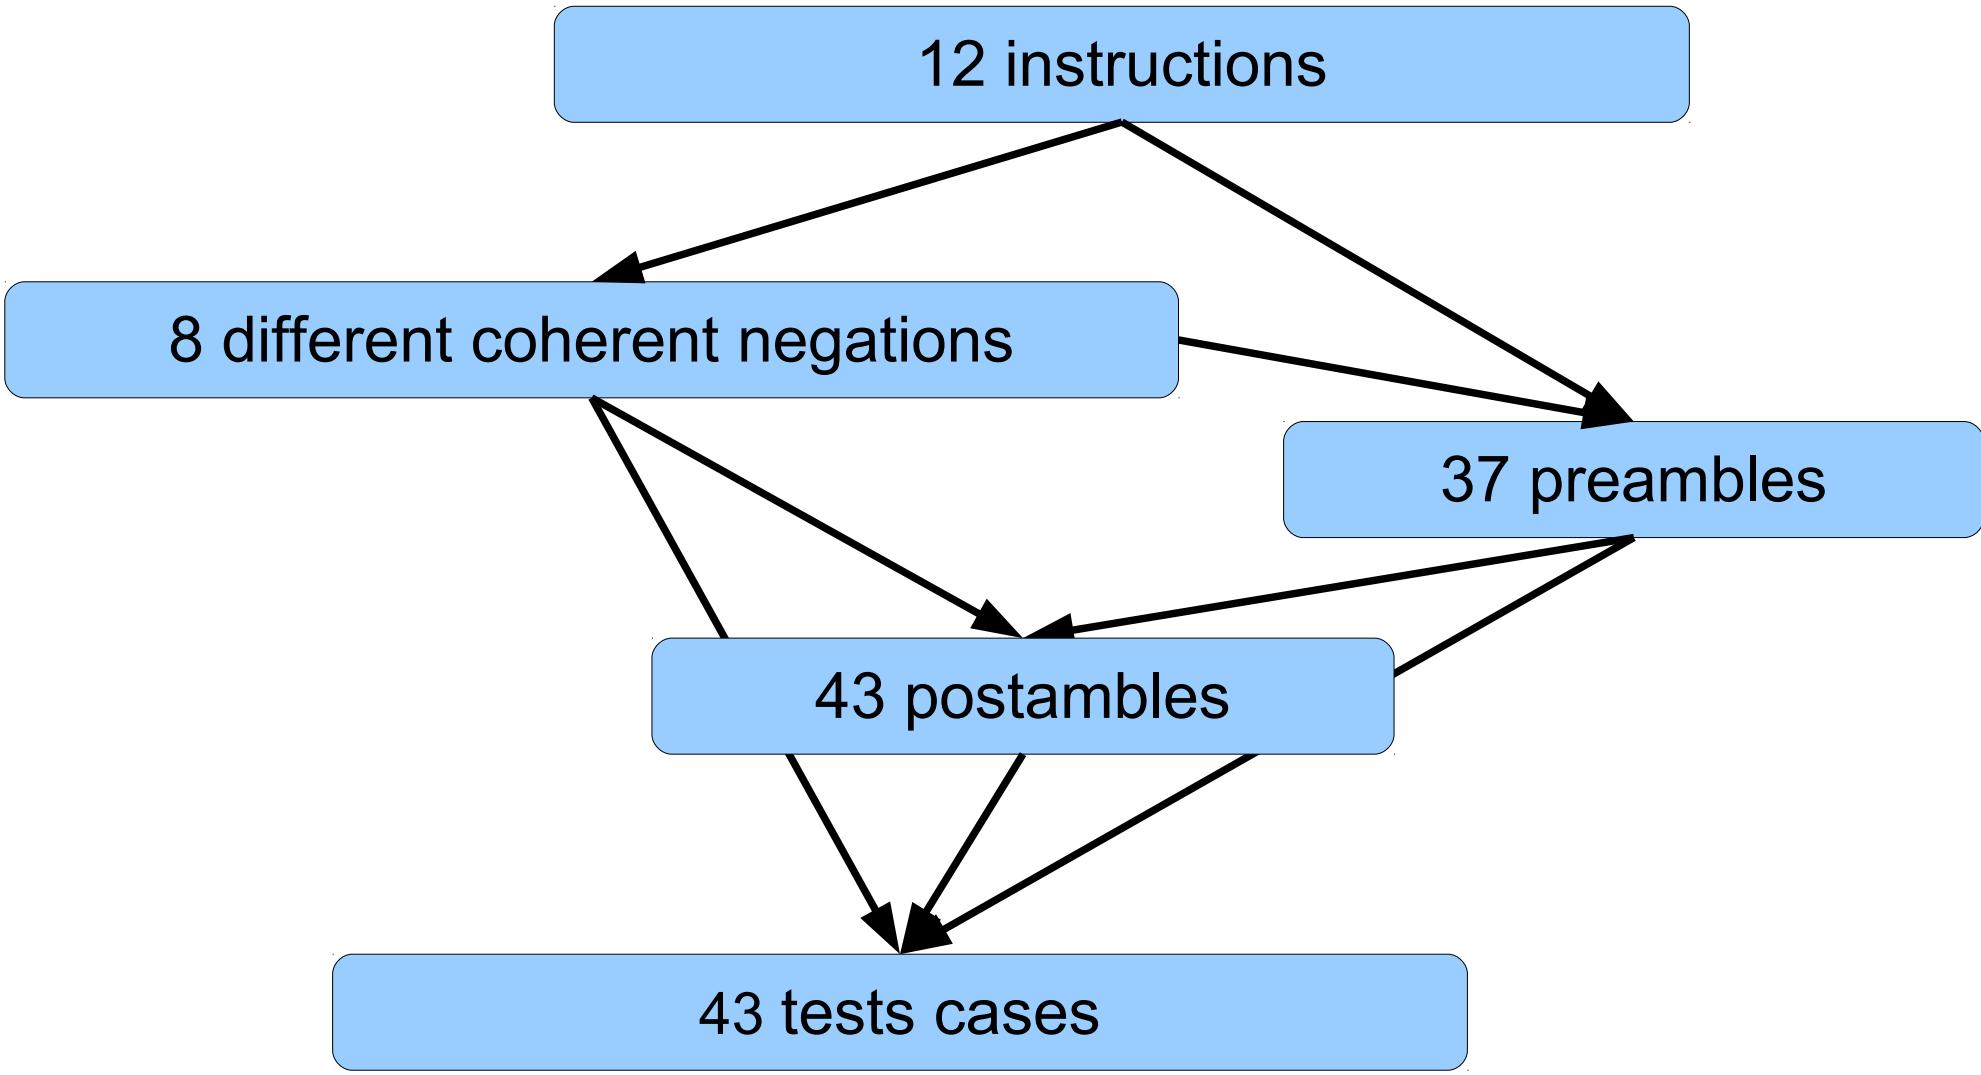 12 instructions
8 different coherent negations
37 preambles
43 postambles
43 tests cases